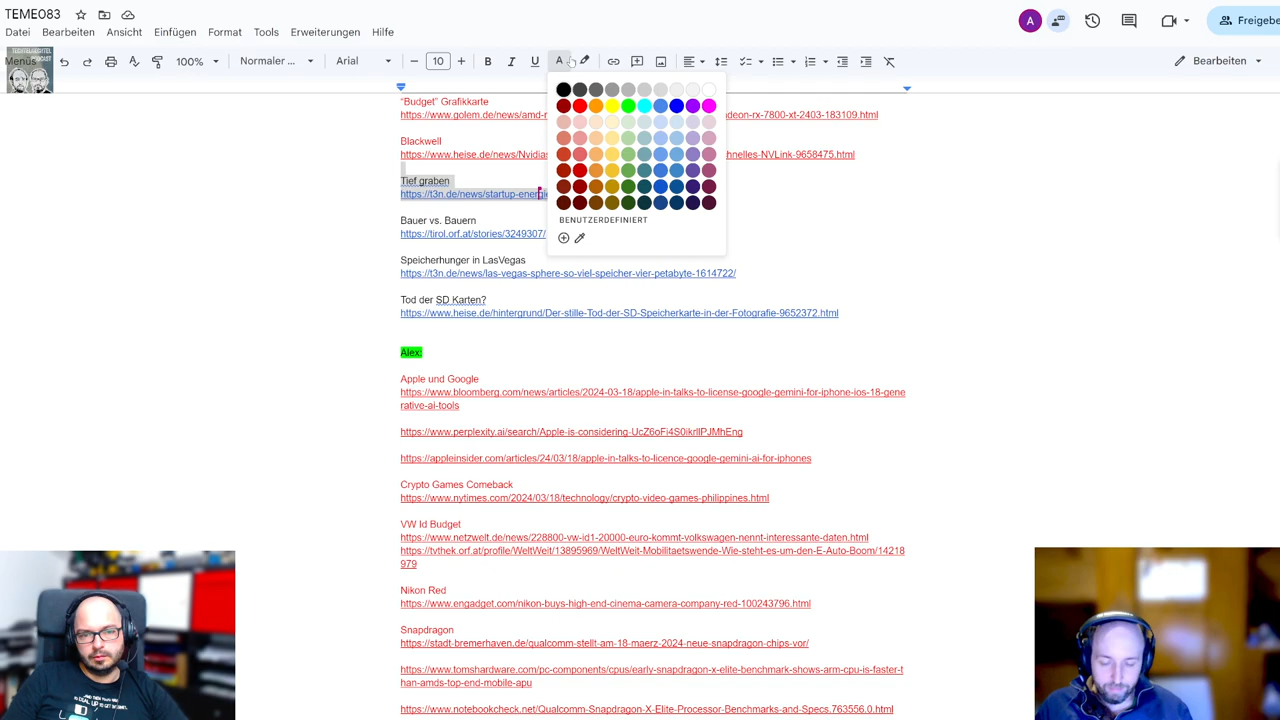 TEME083
Datei Bearbeiten Ansicht Einfügen Format Tools Erweiterungen Hilfe
A
Freigebe
Menüs
100% Normaler ... Arial 10 B I U A Bearbeiten
BENUTZERDEFINIERT
"Budget" Grafikkarte
https://www.golem.de/news/amd-r deon-rx-7800-xt-2403-183109.html
Blackwell
https://www.heise.de/news/Nvidias hnelles-NVLink-9658475.html
Tief graben
https://t3n.de/news/startup-energie
Bauer vs. Bauern
https://tirol.orf.at/stories/3249307/
Speicherhunger in LasVegas
https://t3n.de/news/las-vegas-sphere-so-viel-speicher-vier-petabyte-1614722/
Tod der SD Karten?
https://www.heise.de/hintergrund/Der-stille-Tod-der-SD-Speicherkarte-in-der-Fotografie-9652372.html
Alex:
Apple und Google
https://www.bloomberg.com/news/articles/2024-03-18/apple-in-talks-to-license-google-gemini-for-iphone-ios-18-gene
rative-ai-tools
https://www.perplexity.ai/search/Apple-is-considering-UcZ6oFi4S0ikrllPJMhEng
https://appleinsider.com/articles/24/03/18/apple-in-talks-to-licence-google-gemini-ai-for-iphones
Crypto Games Comeback
https://www.nytimes.com/2024/03/18/technology/crypto-video-games-philippines.html
VW Id Budget
https://www.netzwelt.de/news/228800-vw-id1-20000-euro-kommt-volkswagen-nennt-interessante-daten.html
https://tvthek.orf.at/profile/WeltWeit/13895969/WeltWeit-Mobilitaetswende-Wie-steht-es-um-den-E-Auto-Boom/14218
979
Nikon Red
https://www.engadget.com/nikon-buys-high-end-cinema-camera-company-red-100243796.html
Snapdragon
https://stadt-bremerhaven.de/qualcomm-stellt-am-18-maerz-2024-neue-snapdragon-chips-vor/
https://www.tomshardware.com/pc-components/cpus/early-snapdragon-x-elite-benchmark-shows-arm-cpu-is-faster-t
han-amds-top-end-mobile-apu
https://www.notebookcheck.net/Qualcomm-Snapdragon-X-Elite-Processor-Benchmarks-and-Specs.763556.0.html